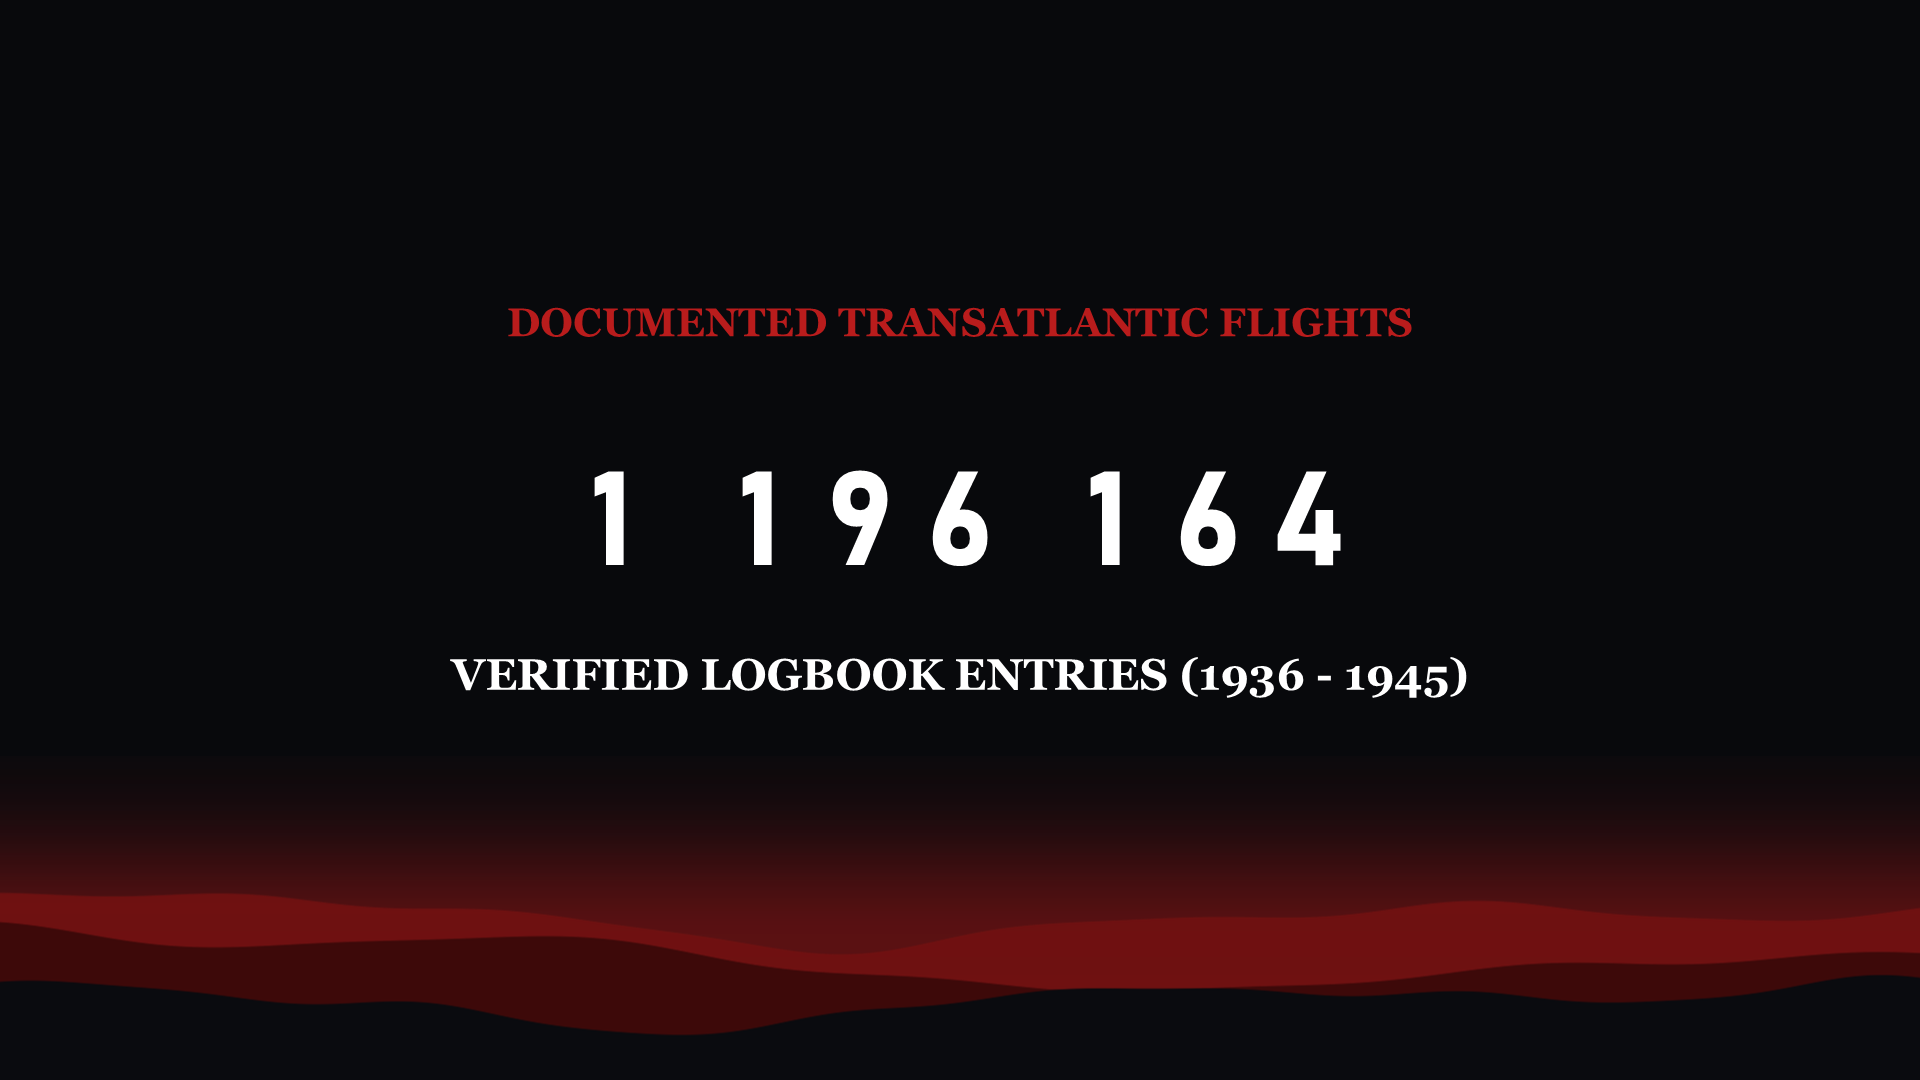 DOCUMENTED TRANSATLANTIC FLIGHTS
1 196 164
VERIFIED LOGBOOK ENTRIES (1936 - 1945)